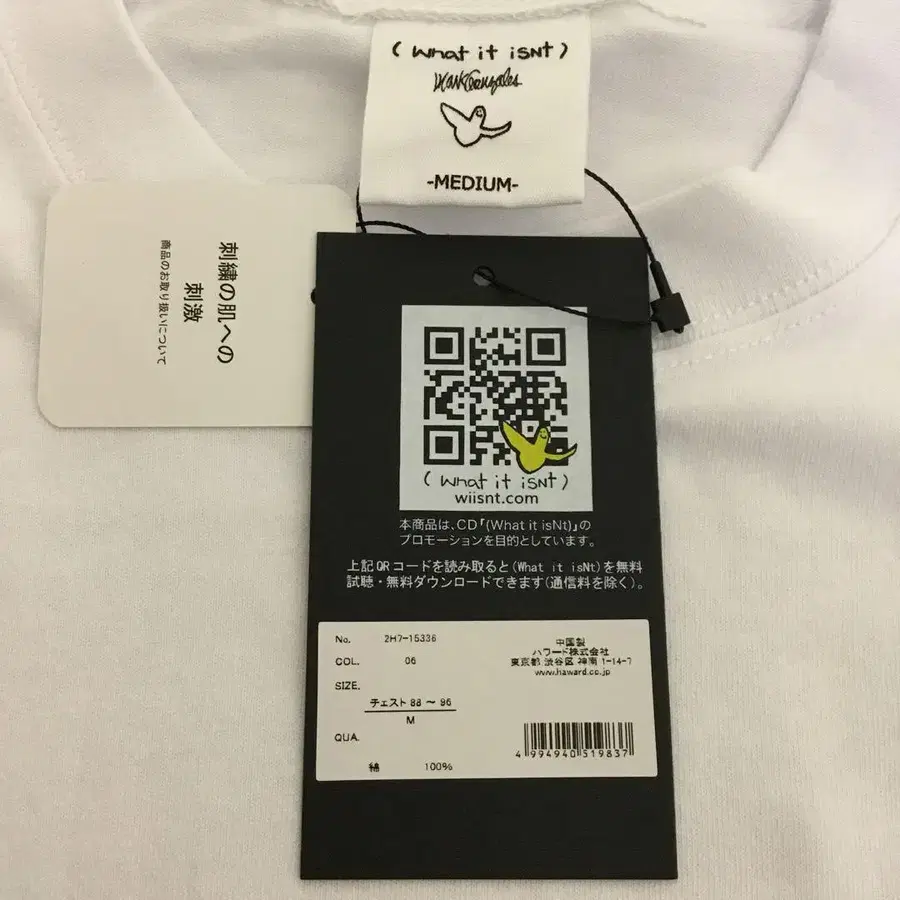 ( What it isNt )
Mark Gonzales
-MEDIUM-
刺繍の肌への
刺激
商品のお取り扱いについて
( What it isNt )
wiisnt.com
本商品は、CD「(What it isNt)」の
プロモーションを目的としています。
上記QRコードを読み取ると(What it isNt)を無料
試聴・無料ダウンロードできます(通信料を除く)。
No. 2H7-15336
COL. 06
SIZE.
チェスト 88 ～ 96
M
QUA.
綿 100%
中国製
ハワード株式会社
東京都 渋谷区 神南 1-14-7
www.haward.co.jp
4 994940 519837